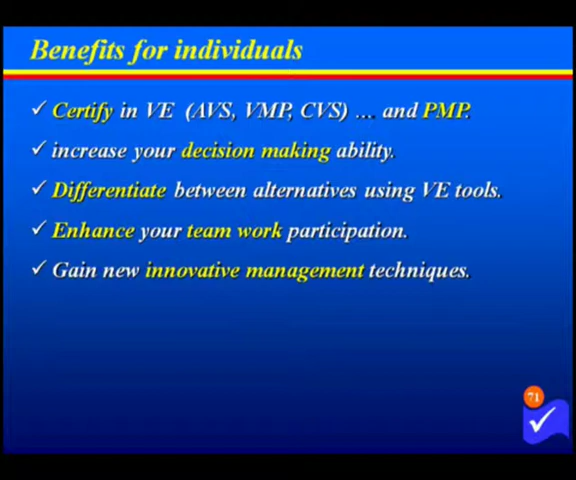 Benefits for individuals
✓ Certify in VE (AVS, VMP, CVS) .... and PMP.
✓ increase your decision making ability.
✓ Differentiate between alternatives using VE tools.
✓ Enhance your team work participation.
✓ Gain new innovative management techniques.
71